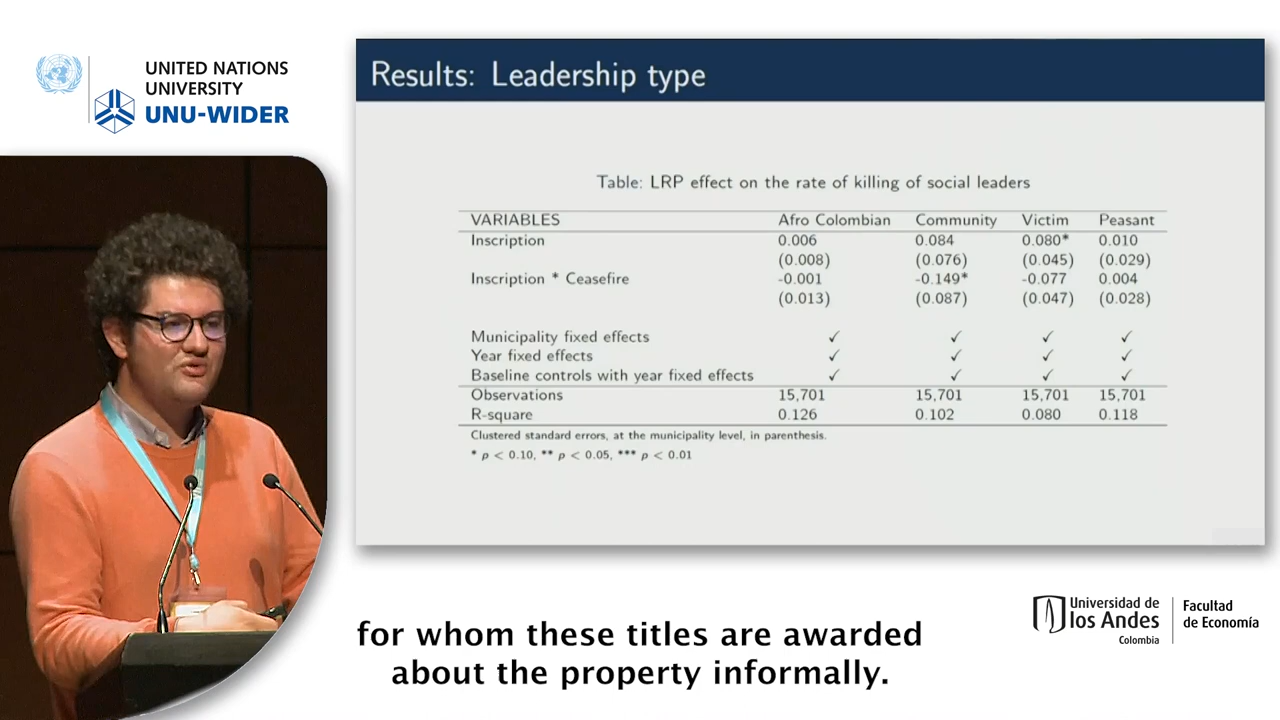 UNITED NATIONS
UNIVERSITY
UNU-WIDER
Results: Leadership type
Table: LRP effect on the rate of killing of social leaders
VARIABLES Afro Colombian Community Victim Peasant
Inscription 0.006 0.084 0.080* 0.010
(0.008) (0.076) (0.045) (0.029)
Inscription * Ceasefire -0.001 -0.149* -0.077 0.004
(0.013) (0.087) (0.047) (0.028)
Municipality fixed effects ✓ ✓ ✓ ✓
Year fixed effects ✓ ✓ ✓ ✓
Baseline controls with year fixed effects ✓ ✓ ✓ ✓
Observations 15,701 15,701 15,701 15,701
R-square 0.126 0.102 0.080 0.118
Clustered standard errors, at the municipality level, in parenthesis.
* p < 0.10, ** p < 0.05, *** p < 0.01
for whom these titles are awarded
about the property informally.
Universidad de
los Andes
Colombia
Facultad
de Economía